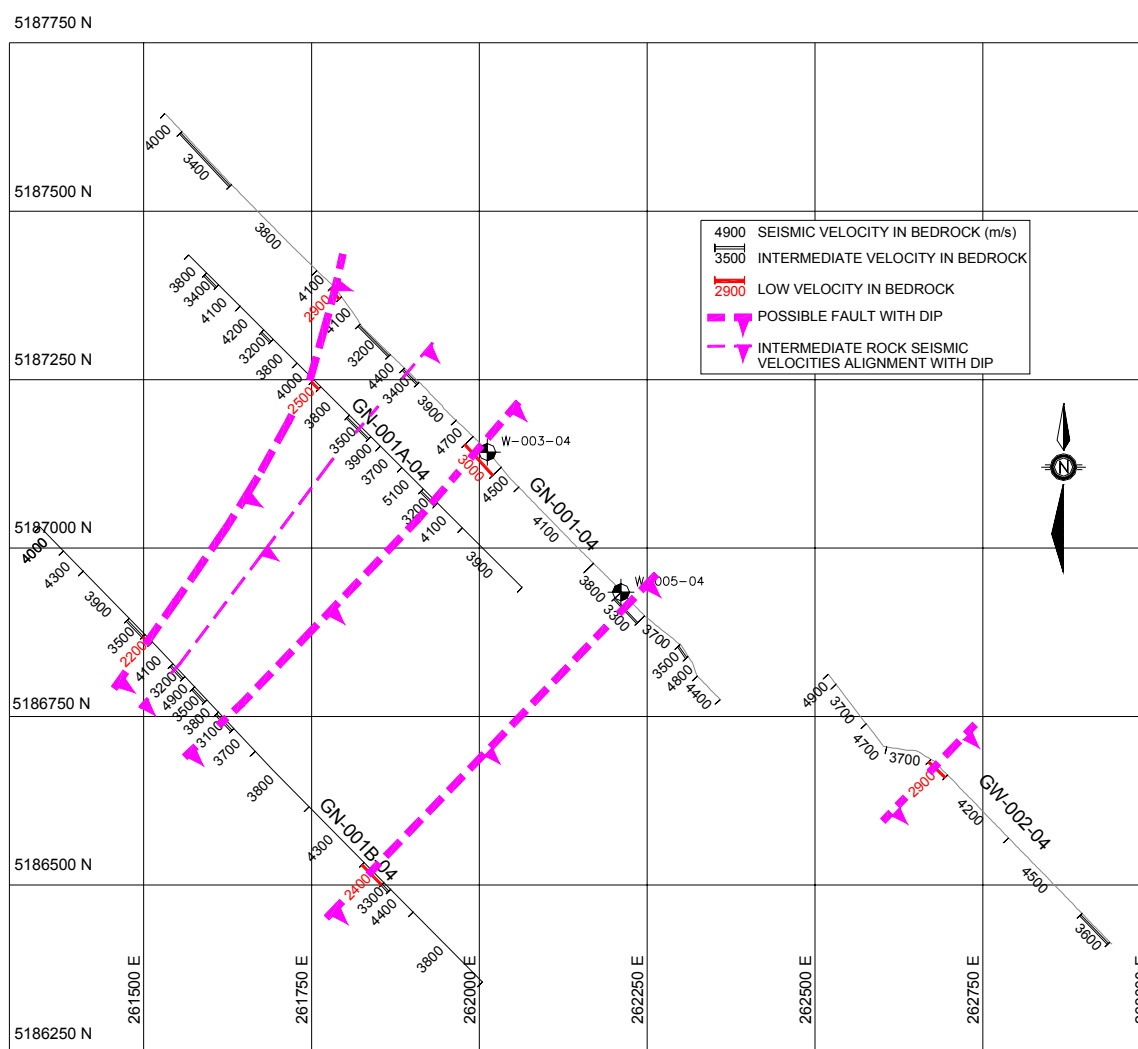 5187750 N
4000
3400
5187500 N
3800
4900 SEISMIC VELOCITY IN BEDROCK (m/s)
3500 INTERMEDIATE VELOCITY IN BEDROCK
2900 LOW VELOCITY IN BEDROCK
POSSIBLE FAULT WITH DIP
INTERMEDIATE ROCK SEISMIC
VELOCITIES ALIGNMENT WITH DIP
4100
2900
4100
3200
4400
3400
3900
4700
3000
W-003-04
4500
GN-001-04
4100
3800
3300
3700
3500
4800
4400
3800
3400
4100
4200
3200
3800
5187250 N
4000
2500
3800
GN-001A-04
3500
3900
3700
5100
3200
4100
3900
5187000 N
4000
4300
3900
3500
2200
4100
3200
4900
3500
3800
3100
3700
3800
4300
GN-001B-04
2400
3300
4400
3800
5186750 N
4900
3700
4700
3700
2900
GW-002-04
4200
4500
3600
5186500 N
5186250 N
261500 E
261750 E
262000 E
262250 E
262500 E
262750 E